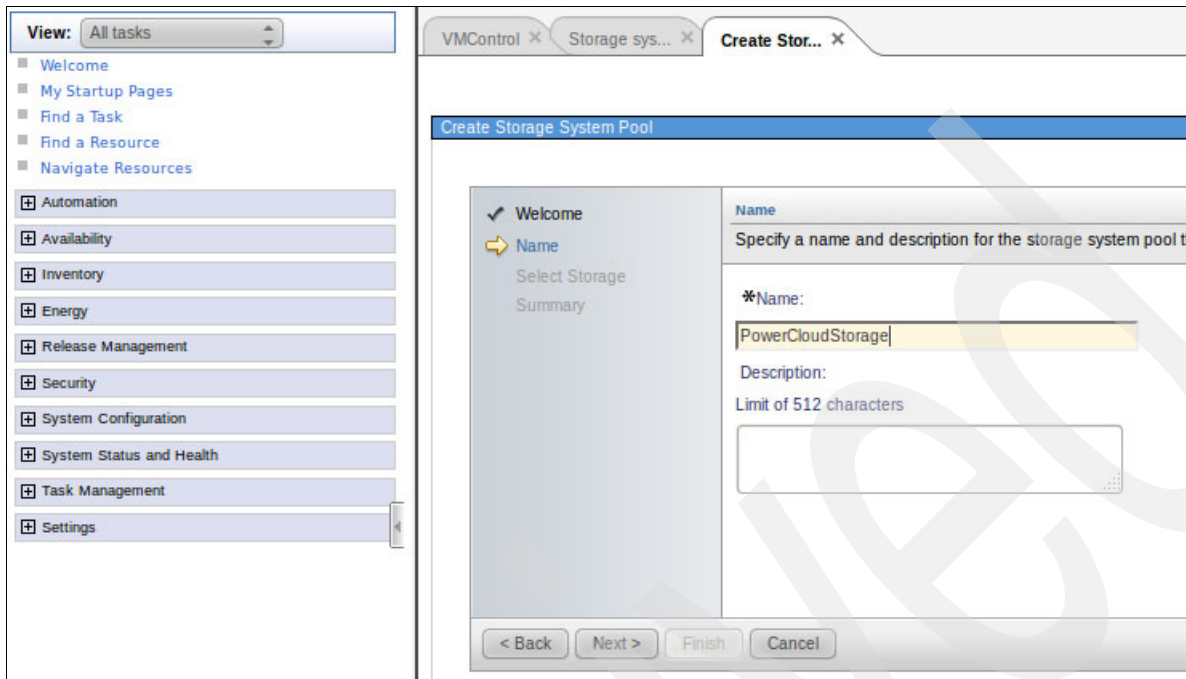 View: All tasks
Welcome
My Startup Pages
Find a Task
Find a Resource
Navigate Resources
Automation
Availability
Inventory
Energy
Release Management
Security
System Configuration
System Status and Health
Task Management
Settings
VMControl Storage sys... Create Stor...
Create Storage System Pool
Welcome
Name
Select Storage
Summary
Name
Specify a name and description for the storage system pool t
*Name:
PowerCloudStorage
Description:
Limit of 512 characters
< Back Next > Finish Cancel